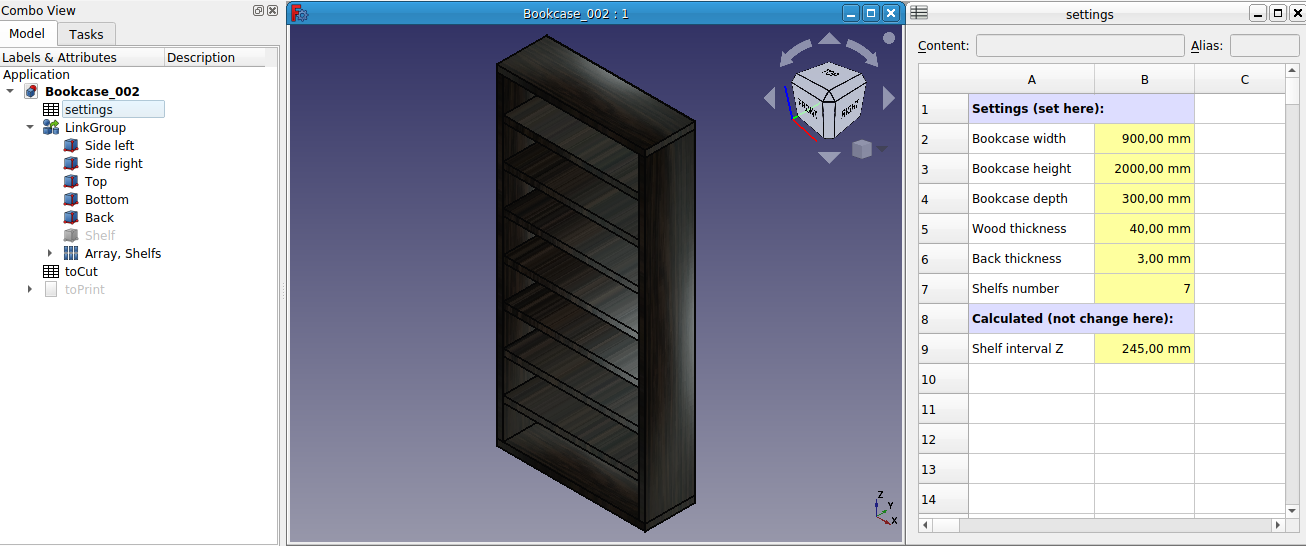 Combo View
Model Tasks
Labels & Attributes Description
Application
Bookcase_002
settings
LinkGroup
Side left
Side right
Top
Bottom
Back
Shelf
Array, Shelfs
toCut
toPrint
Bookcase_002 : 1
TOP
FRONT
RIGHT
Z
Y
X
settings
Content: Alias:
A B C
1 Settings (set here):
2 Bookcase width 900,00 mm
3 Bookcase height 2000,00 mm
4 Bookcase depth 300,00 mm
5 Wood thickness 40,00 mm
6 Back thickness 3,00 mm
7 Shelfs number 7
8 Calculated (not change here):
9 Shelf interval Z 245,00 mm
10
11
12
13
14